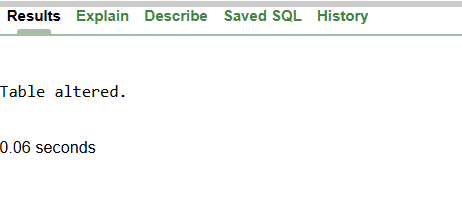 Results Explain Describe Saved SQL History
Table altered.
0.06 seconds